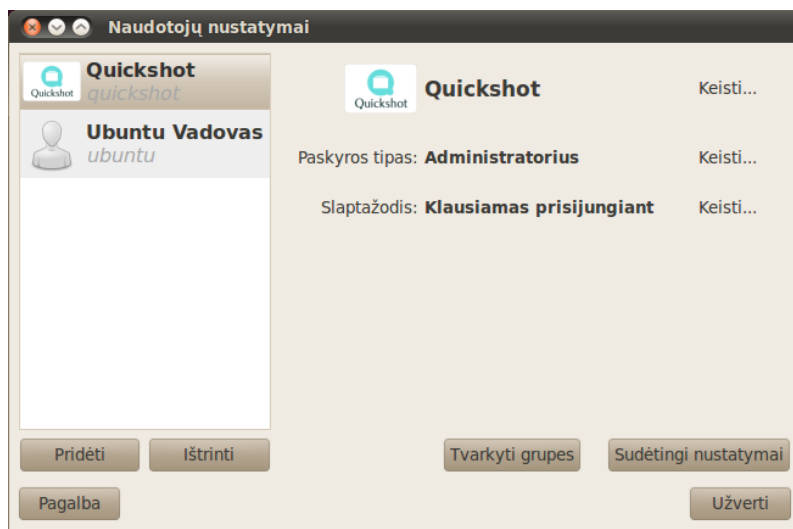 Naudotojų nustatymai
Quickshot
Quickshot
quickshot
Ubuntu Vadovas
ubuntu
Quickshot
Quickshot
Keisti...
Paskyros tipas: Administratorius
Keisti...
Slaptažodis: Klausiamas prisijungiant
Keisti...
Pridėti
Ištrinti
Tvarkyti grupes
Sudėtingi nustatymai
Pagalba
Užverti